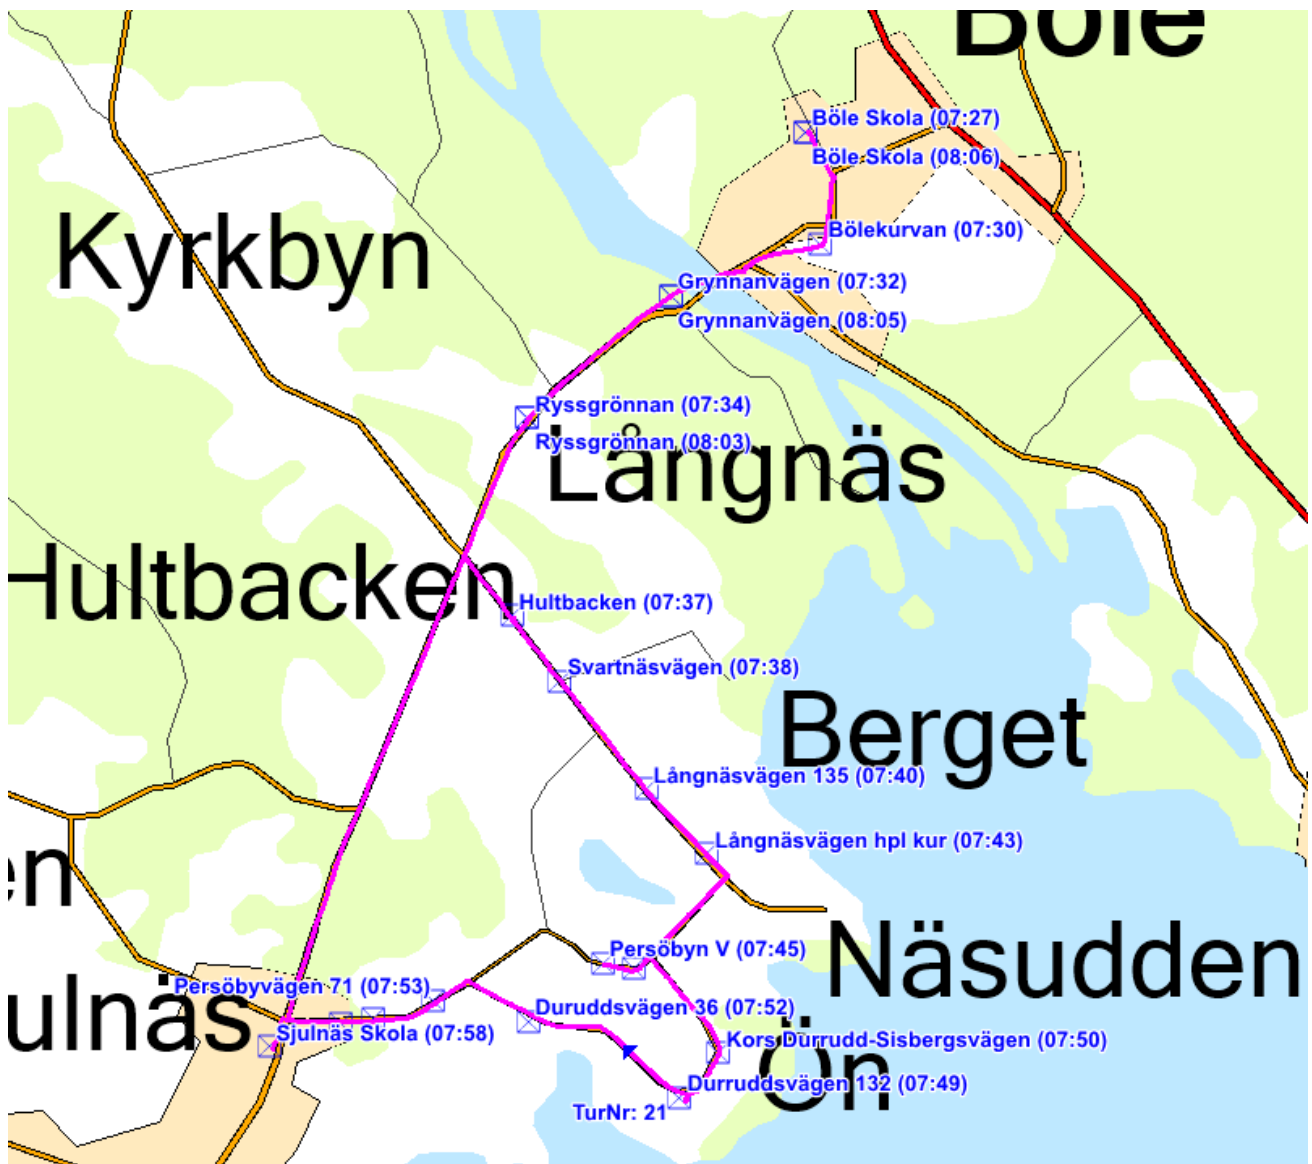 Böle
Böle Skola (07:27)
Böle Skola (08:06)
Kyrkbyn
Bölekurvan (07:30)
Grynnanvägen (07:32)
Grynnanvägen (08:05)
Ryssgrönnan (07:34)
Ryssgrönnan (08:03)
Långnäs
Hultbacken
Hultbacken (07:37)
Svartnäsvägen (07:38)
Berget
Långnäsvägen 135 (07:40)
Långnäsvägen hpl kur (07:43)
en
Persöbyn V (07:45)
Näsudden
Persöbyvägen 71 (07:53)
julnäs
Duruddsvägen 36 (07:52)
Sjulnäs Skola (07:58)
Kors Durrudd-Sisbergsvägen (07:50)
Ön
Durruddsvägen 132 (07:49)
TurNr: 21